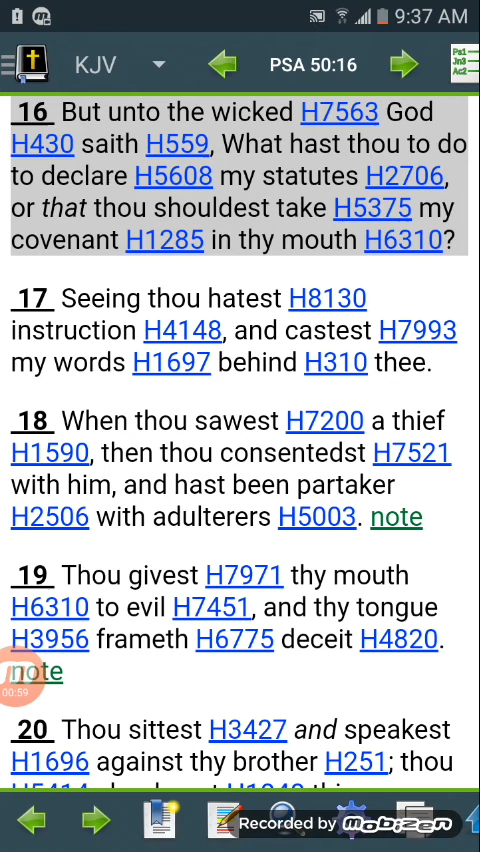 9:37 AM
KJV
PSA 50:16
Ps1
Jn3
Ac2
16 But unto the wicked H7563 God
H430 saith H559, What hast thou to do
to declare H5608 my statutes H2706,
or that thou shouldest take H5375 my
covenant H1285 in thy mouth H6310?
17 Seeing thou hatest H8130
instruction H4148, and castest H7993
my words H1697 behind H310 thee.
18 When thou sawest H7200 a thief
H1590, then thou consentedst H7521
with him, and hast been partaker
H2506 with adulterers H5003. note
19 Thou givest H7971 thy mouth
H6310 to evil H7451, and thy tongue
H3956 frameth H6775 deceit H4820.
note
00:59
20 Thou sittest H3427 and speakest
H1696 against thy brother H251; thou
Recorded by mobizen